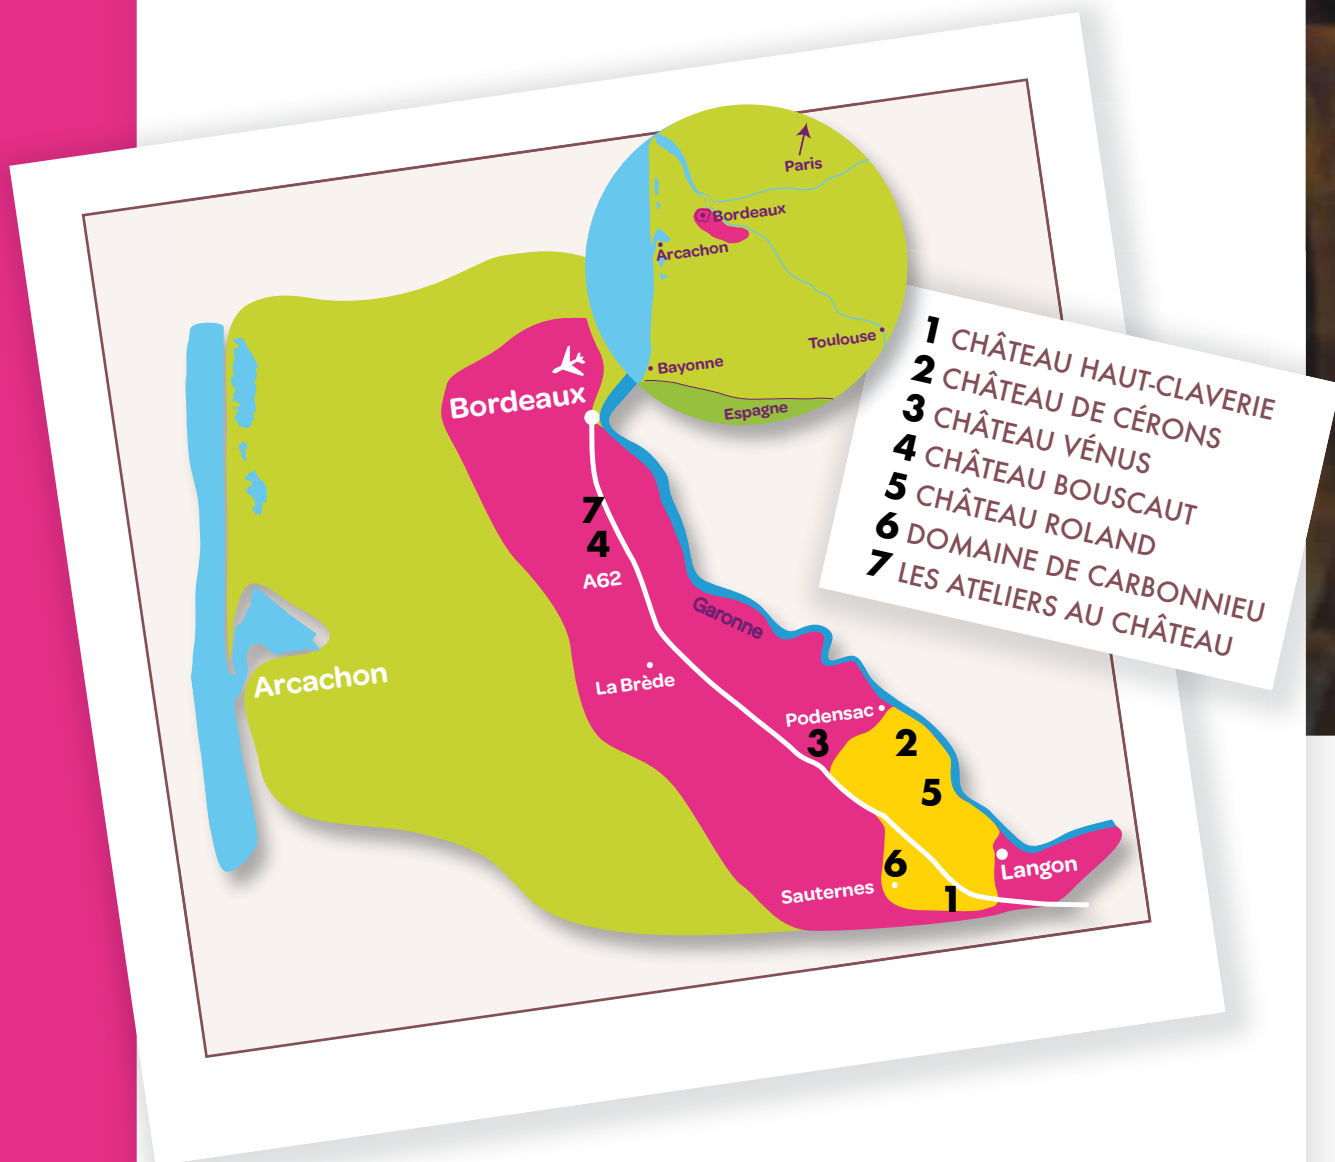 Paris
Bordeaux
Arcachon
Toulouse
Bayonne
Espagne
1 CHÂTEAU HAUT-CLAVERIE
2 CHÂTEAU DE CÉRONS
3 CHÂTEAU VÉNUS
4 CHÂTEAU BOUSCAUT
5 CHÂTEAU ROLAND
6 DOMAINE DE CARBONNIEU
7 LES ATELIERS AU CHÂTEAU
Bordeaux
7
4
A62
Garonne
La Brède
Arcachon
Podensac
3
2
5
6
Sauternes
1
Langon